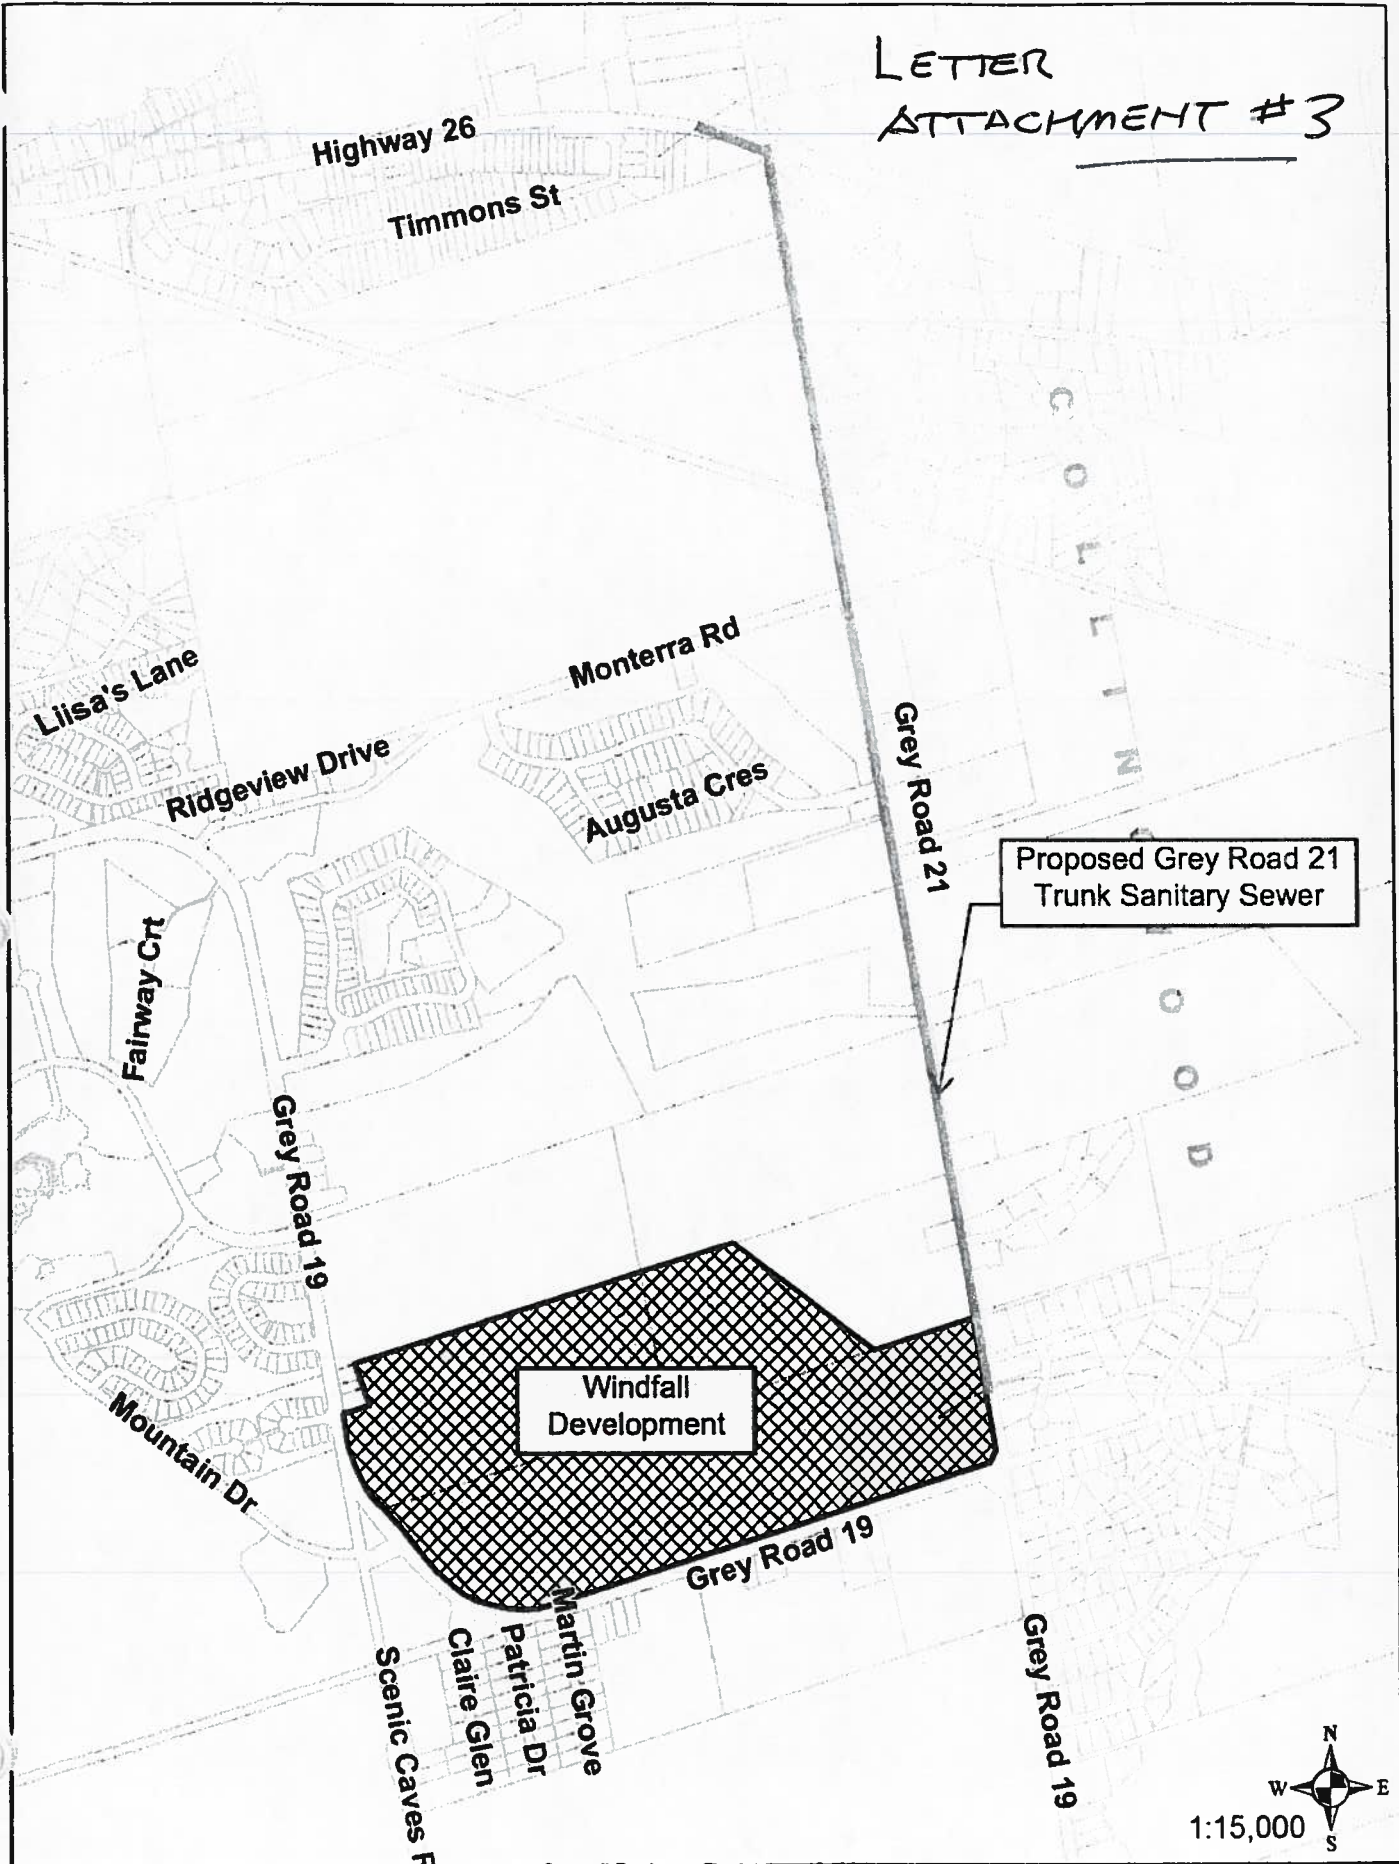 LETTER
ATTACHMENT #3
Highway 26
Timmons St
COLLINGWOOD
Liisa's Lane
Monterra Rd
Ridgeview Drive
Augusta Cres
Grey Road 21
Proposed Grey Road 21
Trunk Sanitary Sewer
Fairway Crt
Grey Road 19
Windfall
Development
Mountain Dr
Grey Road 19
Martin Grove
Patricia Dr
Claire Glen
Scenic Caves
Grey Road 19
N
W
E
S
1:15,000